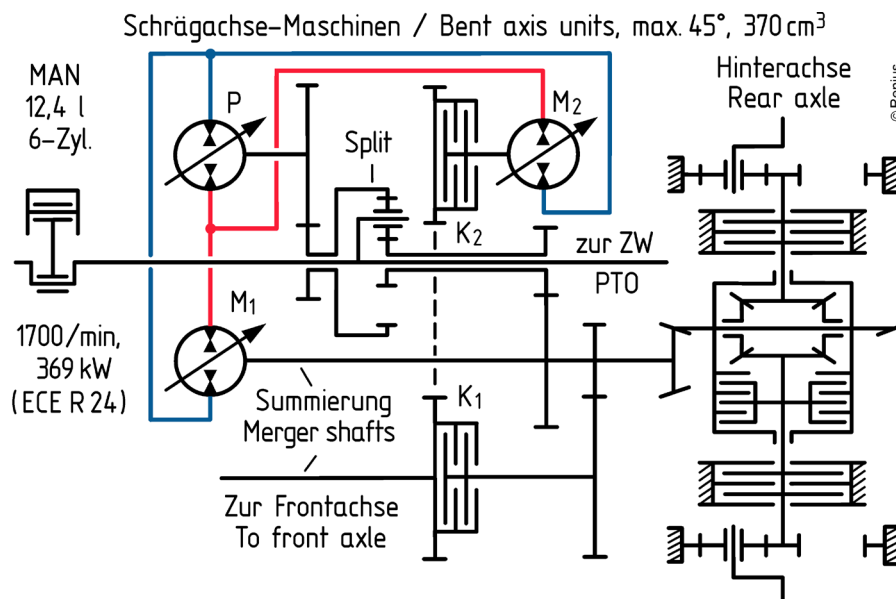 Schrägachse-Maschinen / Bent axis units, max. 45°, 370 cm³
MAN
12,4 l
6-Zyl.
P
Split
M₂
K₂
Hinterachse
Rear axle
© Renius
zur ZW
PTO
1700/min,
369 kW
(ECE R 24)
M₁
Summierung
Merger shafts
K₁
Zur Frontachse
To front axle